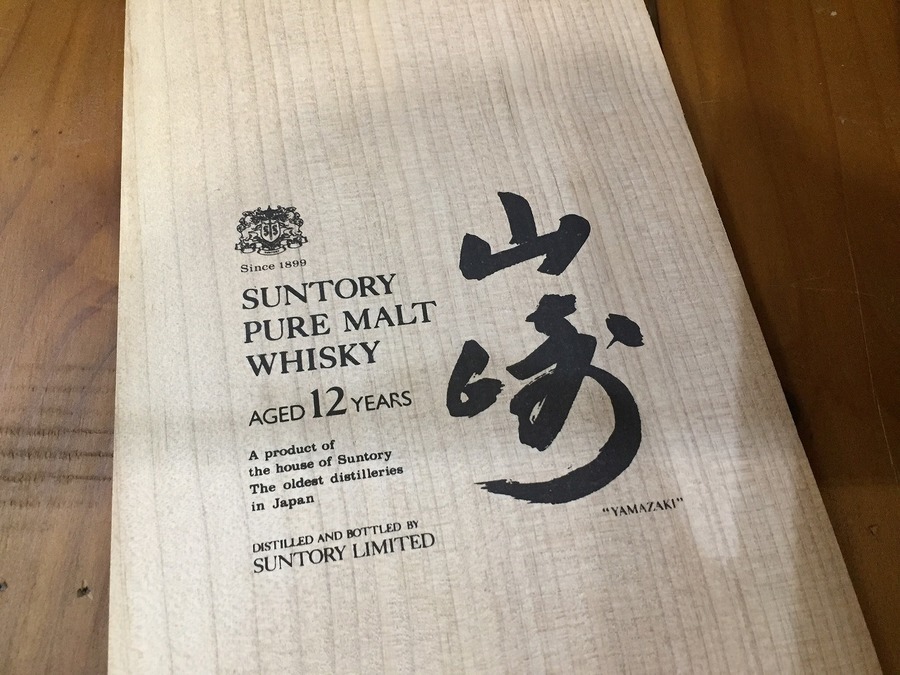 SS
Since 1899
SUNTORY
PURE MALT
WHISKY
AGED 12 YEARS
A product of
the house of Suntory
The oldest distilleries
in Japan
DISTILLED AND BOTTLED BY
SUNTORY LIMITED
山
崎
"YAMAZAKI"